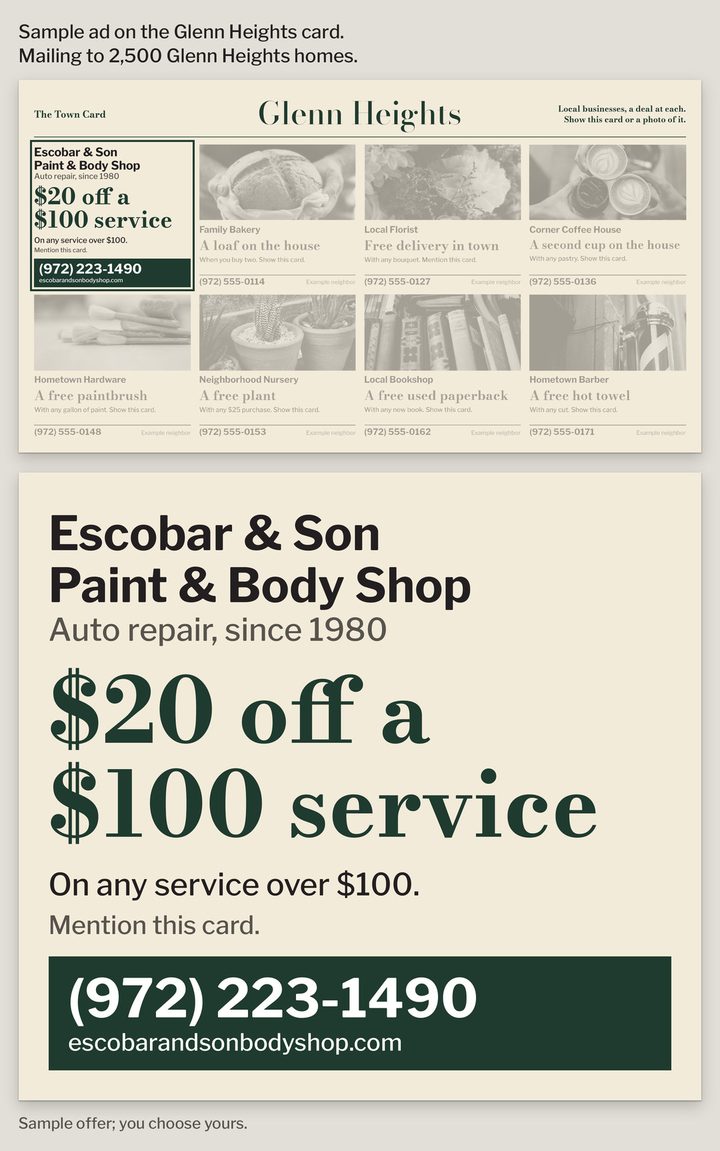 Sample ad on the Glenn Heights card.
Mailing to 2,500 Glenn Heights homes.
The Town Card
Glenn Heights
Local businesses, a deal at each.
Show this card or a photo of it.
Escobar & Son
Paint & Body Shop
Auto repair, since 1980
$20 off a
$100 service
On any service over $100.
Mention this card.
(972) 223-1490
escobarandsonbodyshop.com
Family Bakery
A loaf on the house
When you buy two. Show this card.
(972) 555-0114 Example neighbor
Local Florist
Free delivery in town
With any bouquet. Mention this card.
(972) 555-0127 Example neighbor
Corner Coffee House
A second cup on the house
With any pastry. Show this card.
(972) 555-0136 Example neighbor
Hometown Hardware
A free paintbrush
With any gallon of paint. Show this card.
(972) 555-0148 Example neighbor
Neighborhood Nursery
A free plant
With any $25 purchase. Show this card.
(972) 555-0153 Example neighbor
Local Bookshop
A free used paperback
With any new book. Show this card.
(972) 555-0162 Example neighbor
Hometown Barber
A free hot towel
With any cut. Show this card.
(972) 555-0171 Example neighbor
Escobar & Son
Paint & Body Shop
Auto repair, since 1980
$20 off a
$100 service
On any service over $100.
Mention this card.
(972) 223-1490
escobarandsonbodyshop.com
Sample offer; you choose yours.